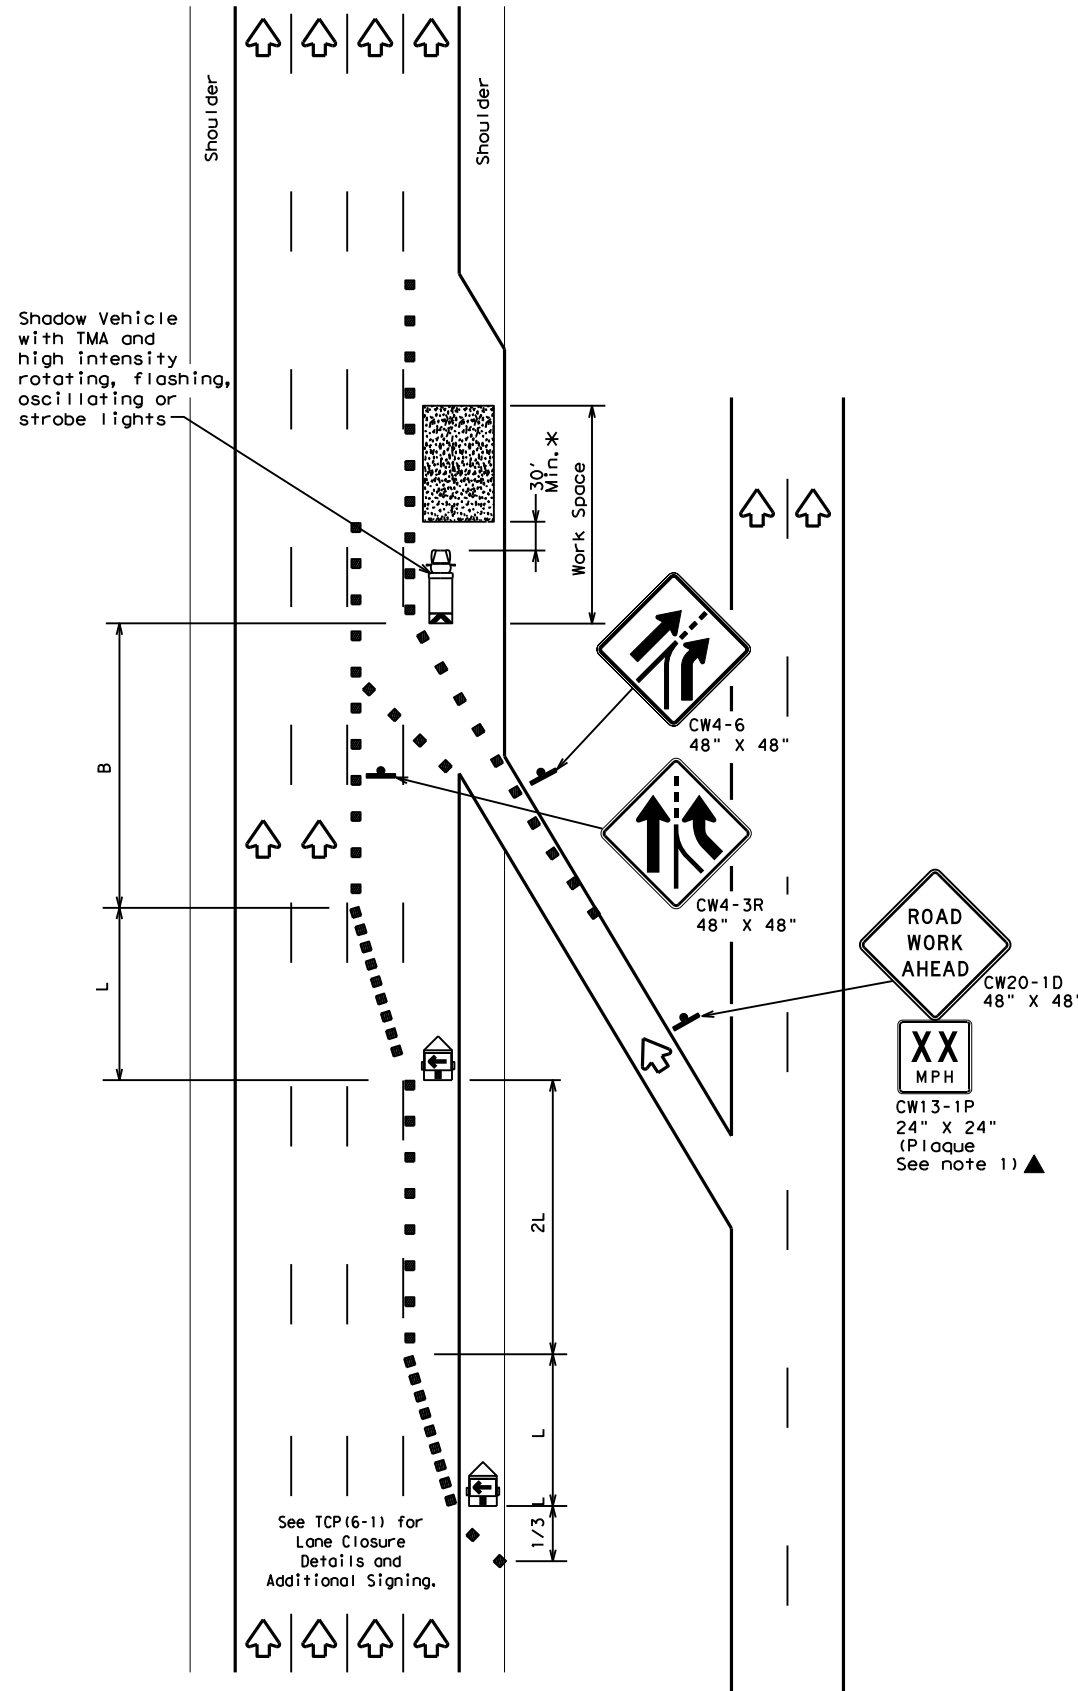 Shoulder
Shoulder
Shadow Vehicle
with TMA and
high intensity
rotating, flashing,
oscillating or
strobe lights
30'
Min.*
Work Space
CW4-6
48" X 48"
B
CW4-3R
48" X 48"
ROAD
WORK
AHEAD
CW20-1D
48" X 48"
L
XX
MPH
CW13-1P
24" X 24"
(Plaque
See note 1)▲
2L
L
1/3 L
See TCP(6-1) for
Lane Closure
Details and
Additional Signing.